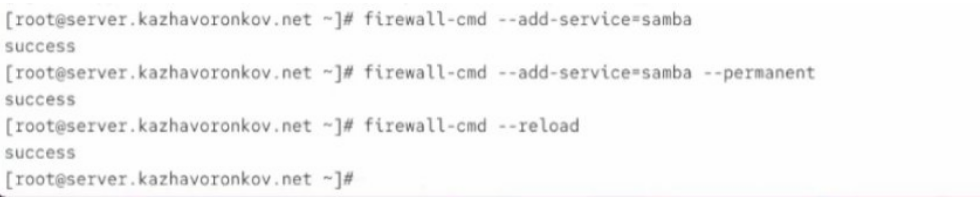 [root@server.kazhavoronkov.net ~]# firewall-cmd --add-service=samba
success
[root@server.kazhavoronkov.net ~]# firewall-cmd --add-service=samba --permanent
success
[root@server.kazhavoronkov.net ~]# firewall-cmd --reload
success
[root@server.kazhavoronkov.net ~]#